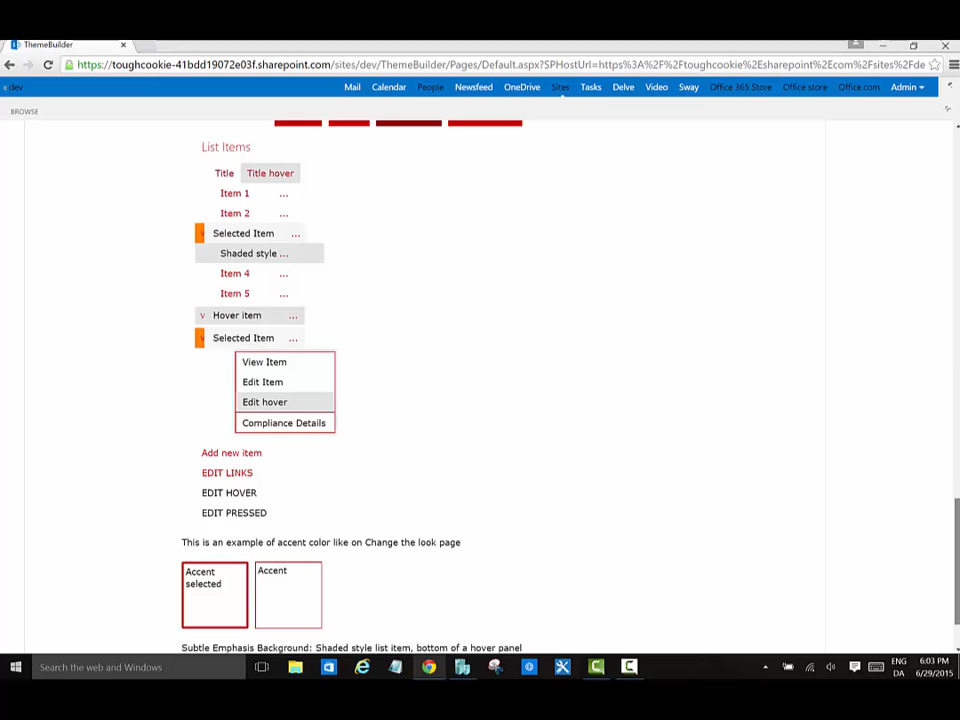 ThemeBuilder
https://toughcookie-41bdd19072e03f.sharepoint.com/sites/dev/ThemeBuilder/Pages/Default.aspx?SPHostUrl=https%3A%2F%2Ftoughcookie%2Esharepoint%2Ecom%2Fsites%2Fde
dev Mail Calendar People Newsfeed OneDrive Sites Tasks Delve Video Sway Office 365 Store Office store Office.com Admin
BROWSE
List Items
Title Title hover
Item 1 ...
Item 2 ...
v Selected Item ...
Shaded style ...
Item 4 ...
Item 5 ...
v Hover item ...
v Selected Item ...
View Item
Edit Item
Edit hover
Compliance Details
Add new item
EDIT LINKS
EDIT HOVER
EDIT PRESSED
This is an example of accent color like on Change the look page
Accent selected
Accent
Subtle Emphasis Background: Shaded style list item, bottom of a hover panel
Search the web and Windows
ENG 6:03 PM
DA 6/29/2015